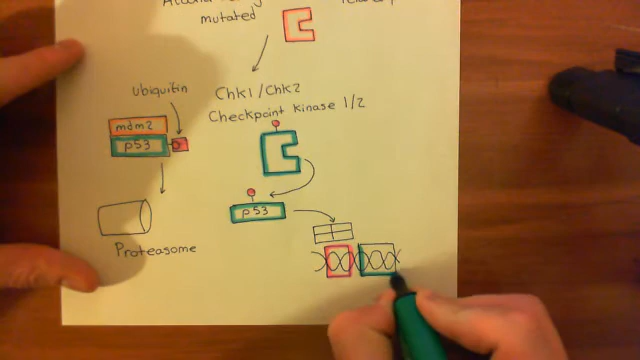 mutated
Ubiquitin
Chk1/Chk2
Checkpoint Kinase 1/2
mdm2
p53
p53
Proteasome